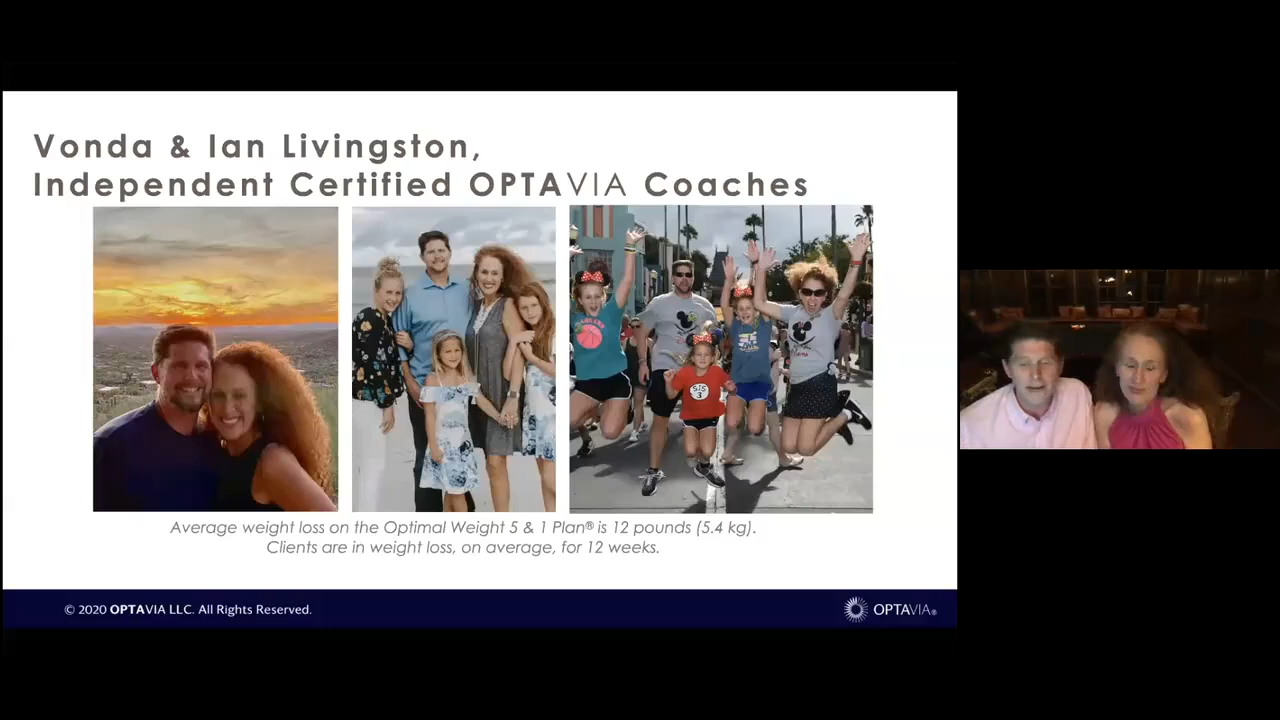 Vonda & Ian Livingston,
Independent Certified OPTAVIA Coaches
SIS
3
Average weight loss on the Optimal Weight 5 & 1 Plan® is 12 pounds (5.4 kg).
Clients are in weight loss, on average, for 12 weeks.
© 2020 OPTAVIA LLC. All Rights Reserved.
OPTAVIA®